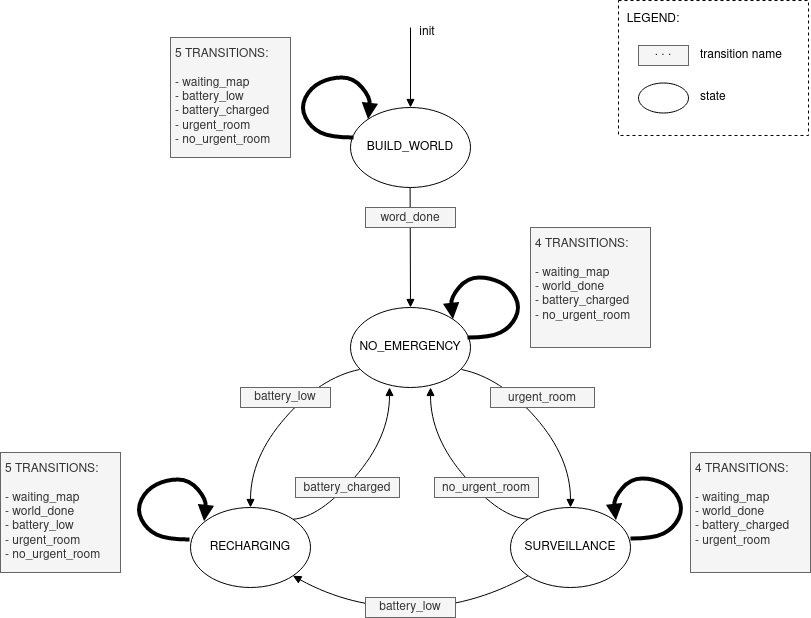 init
LEGEND:
. . .
transition name
state
5 TRANSITIONS:
- waiting_map
- battery_low
- battery_charged
- urgent_room
- no_urgent_room
BUILD_WORLD
word_done
4 TRANSITIONS:
- waiting_map
- world_done
- battery_charged
- no_urgent_room
NO_EMERGENCY
battery_low
urgent_room
battery_charged
no_urgent_room
5 TRANSITIONS:
- waiting_map
- world_done
- battery_low
- urgent_room
- no_urgent_room
RECHARGING
SURVEILLANCE
4 TRANSITIONS:
- waiting_map
- world_done
- battery_charged
- urgent_room
battery_low